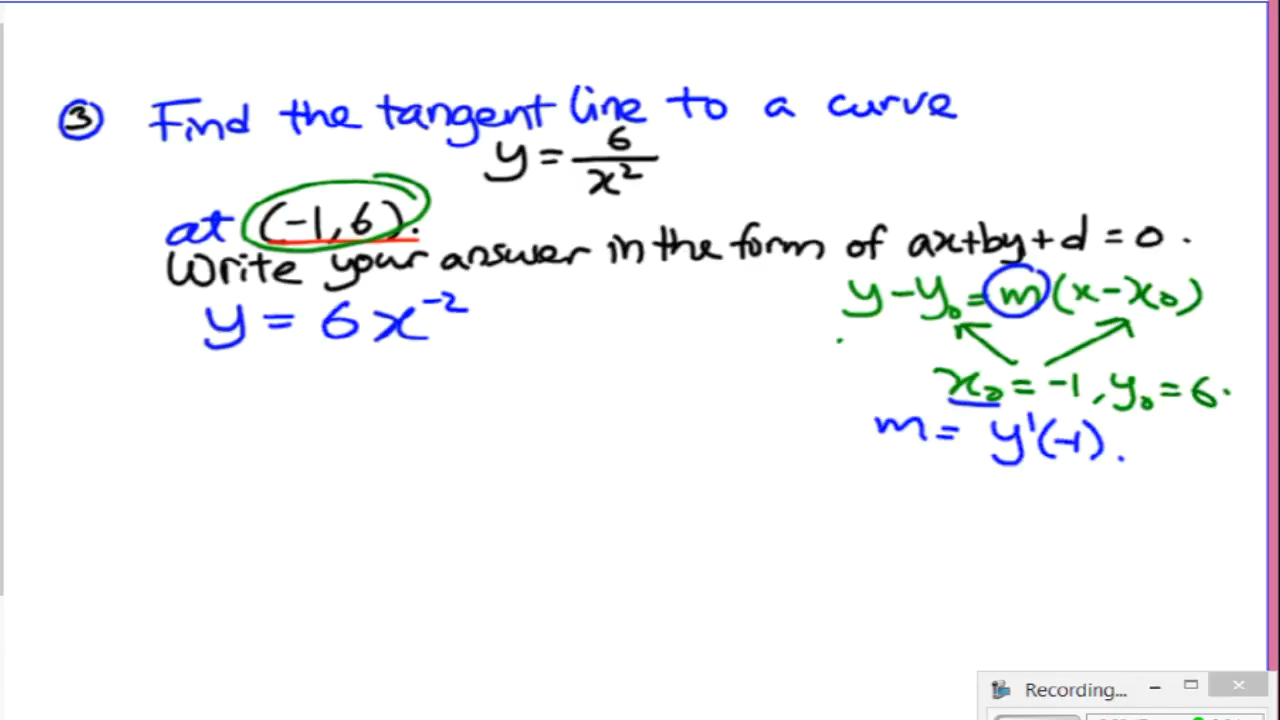 ③ Find the tangent line to a curve
y = 6/x²
at (-1,6).
Write your answer in the form of ax+by+d=0.
y = 6x⁻²
y-y₀=m(x-x₀)
x₀ = -1, y₀ = 6.
m = y'(-1).
Recording...